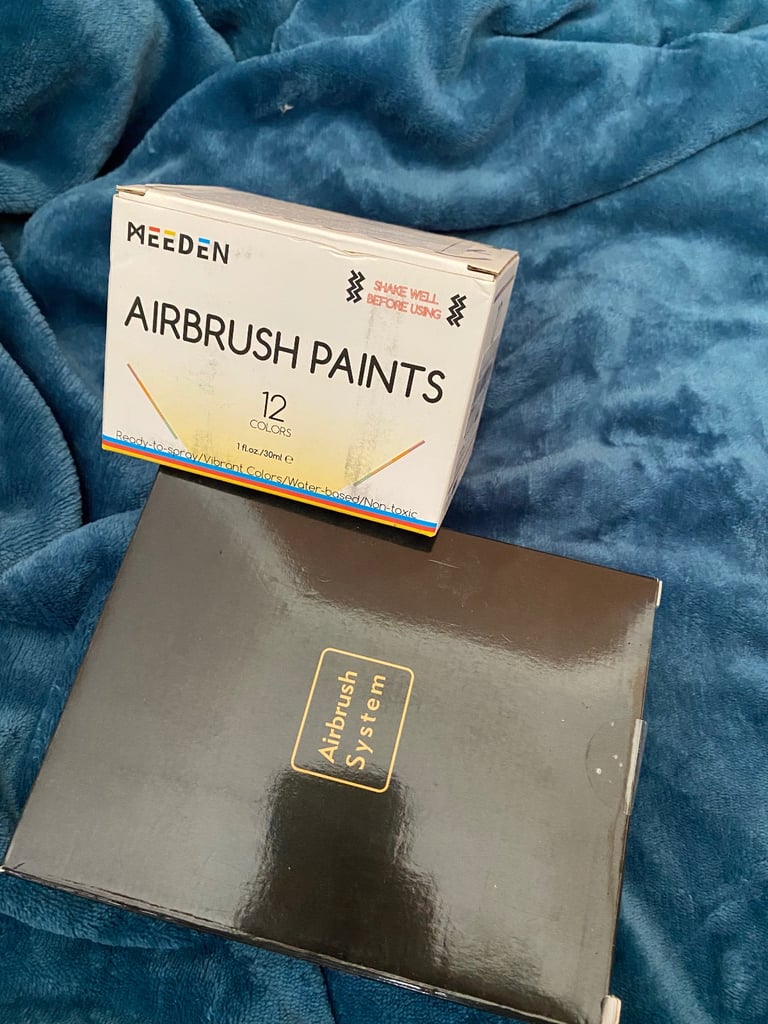 MEEDEN
SHAKE WELL
BEFORE USING
AIRBRUSH PAINTS
12
COLORS
1 fl.oz./30ml ℮
Ready-to-spray/Vibrant Colors/Water-based/Non-toxic
Airbrush
System